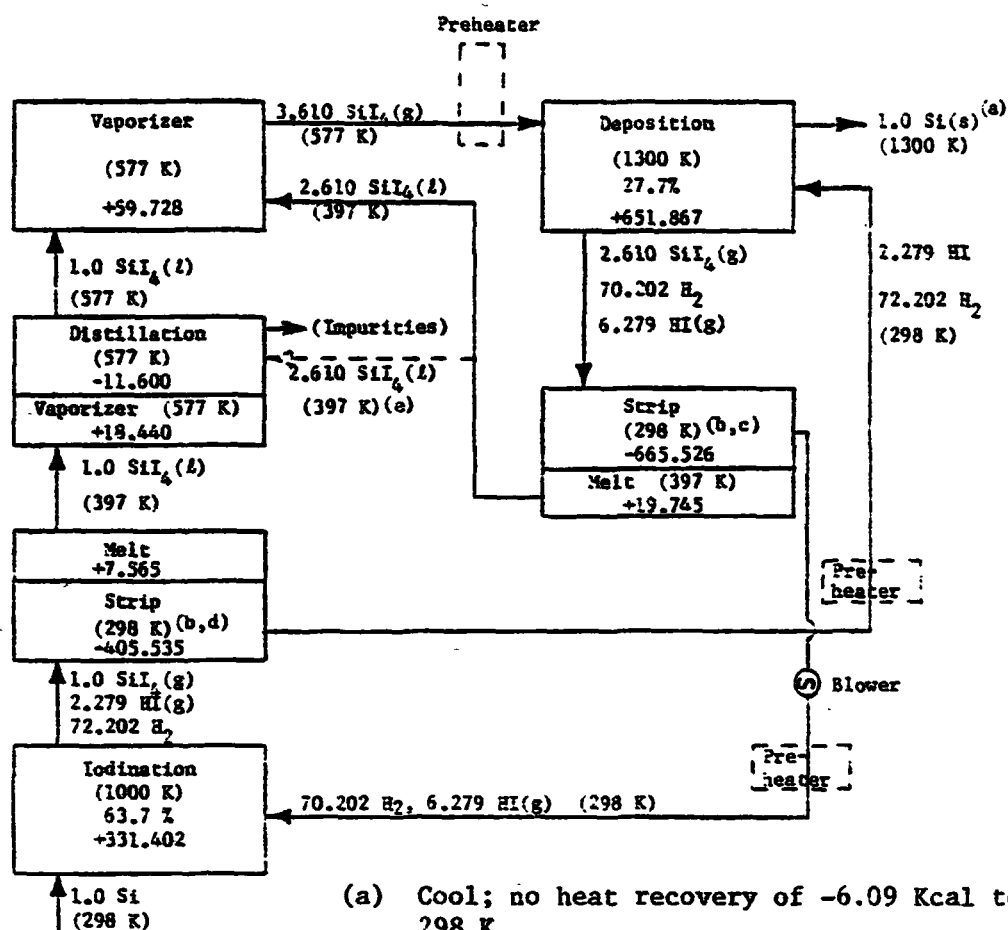 Preheater
Vaporizer
(577 K)
+59.728
3.610 SiI₄(g)
(577 K)
2.610 SiI₄(ℓ)
(397 K)
Deposition
(1300 K)
27.7%
+651.867
1.0 Si(s)(a)
(1300 K)
1.0 SiI₄(ℓ)
(577 K)
2.610 SiI₄(g)
70.202 H₂
6.279 HI(g)
2.279 HI
72.202 H₂
(298 K)
Distillation
(577 K)
-11.600
Vaporizer (577 K)
+18.440
(Impurities)
2.610 SiI₄(ℓ)
(397 K)(e)
Strip
(298 K)(b,c)
-665.526
Melt (397 K)
+19.745
1.0 SiI₄(ℓ)
(397 K)
Melt
+7.565
Strip
(298 K)(b,d)
-405.535
Pre-
heater
1.0 SiI₄(g)
2.279 HI(g)
72.202 H₂
S Blower
Pre-
heater
Iodination
(1000 K)
63.7 %
+331.402
70.202 H₂, 6.279 HI(g) (298 K)
1.0 Si
(298 K)
(a) Cool; no heat recovery of -6.09 Kcal to
298 K